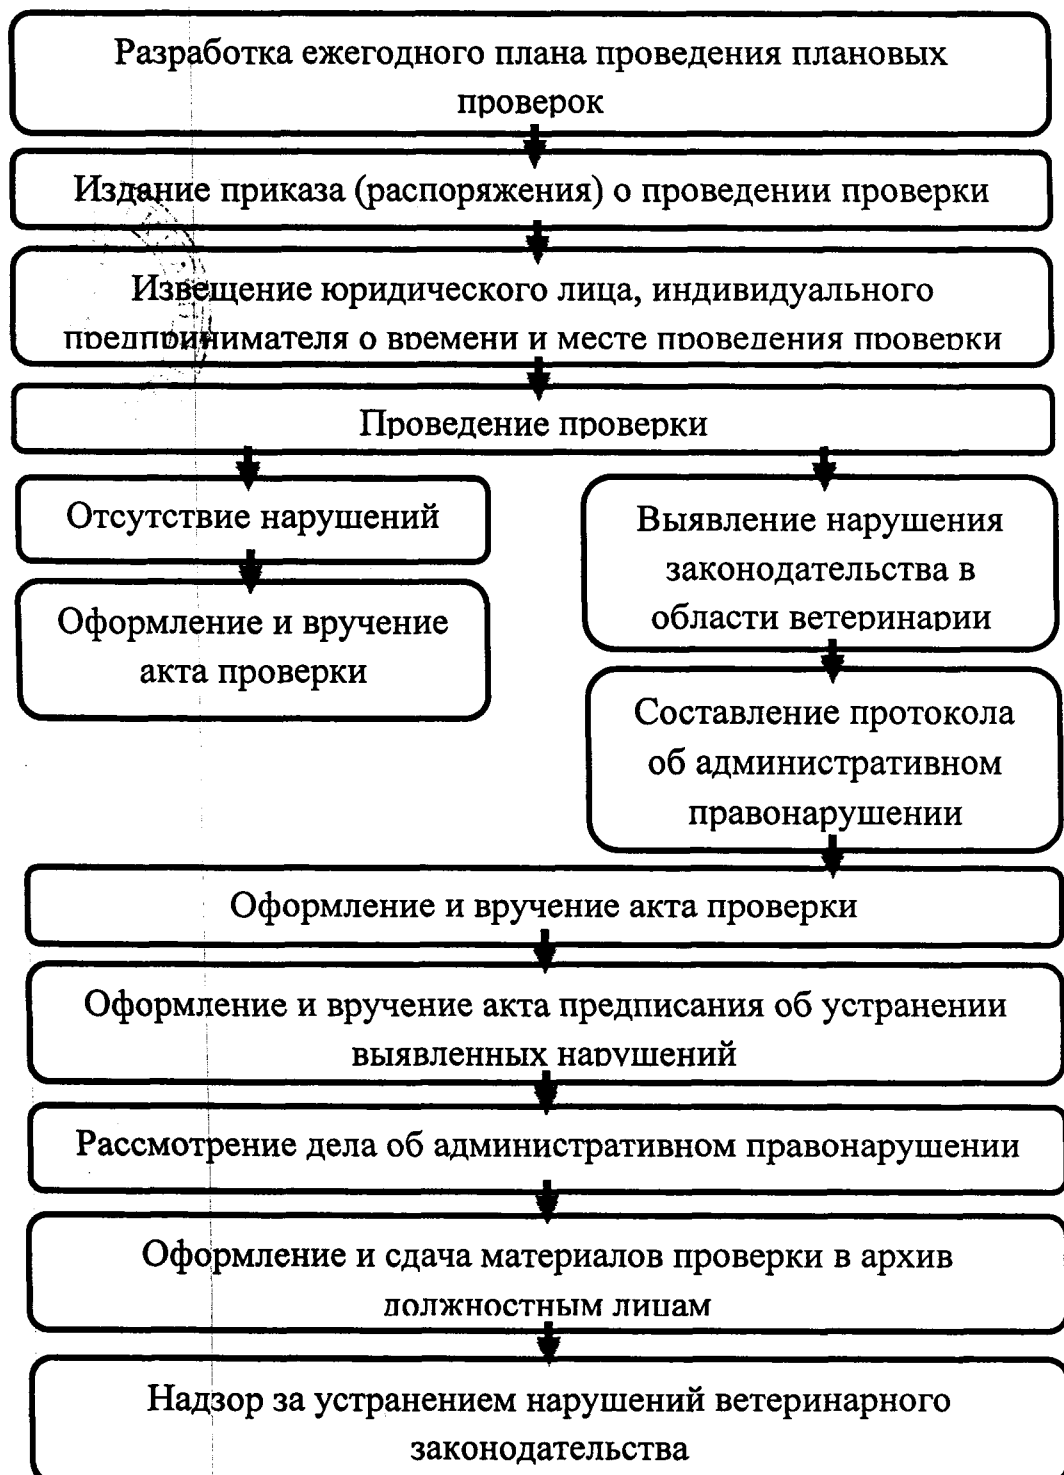 Разработка ежегодного плана проведения плановых
проверок
Издание приказа (распоряжения) о проведении проверки
Извещение юридического лица, индивидуального
предпринимателя о времени и месте проведения проверки
Проведение проверки
Отсутствие нарушений
Оформление и вручение
акта проверки
Выявление нарушения
законодательства в
области ветеринарии
Составление протокола
об административном
правонарушении
Оформление и вручение акта проверки
Оформление и вручение акта предписания об устранении
выявленных нарушений
Рассмотрение дела об административном правонарушении
Оформление и сдача материалов проверки в архив
должностным лицам
Надзор за устранением нарушений ветеринарного
законодательства